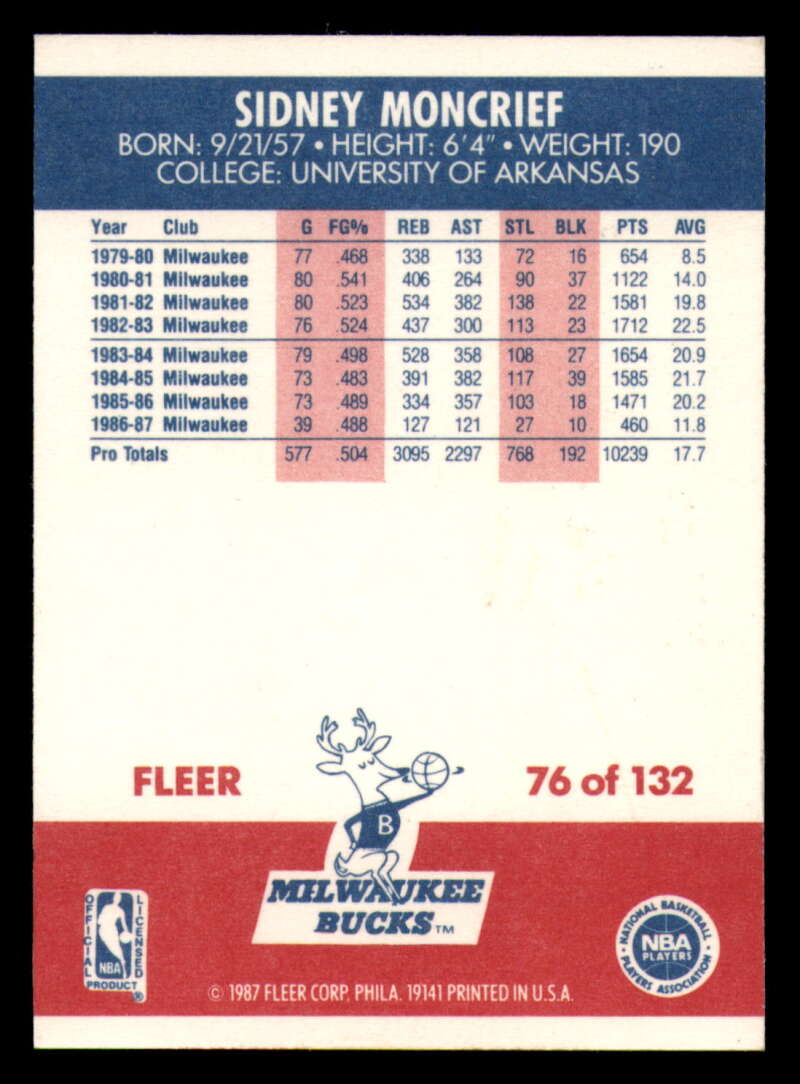 SIDNEY MONCRIEF
BORN: 9/21/57 • HEIGHT: 6'4" • WEIGHT: 190
COLLEGE: UNIVERSITY OF ARKANSAS
Year Club G FG% REB AST STL BLK PTS AVG
1979-80 Milwaukee 77 .468 338 133 72 16 654 8.5
1980-81 Milwaukee 80 .541 406 264 90 37 1122 14.0
1981-82 Milwaukee 80 .523 534 382 138 22 1581 19.8
1982-83 Milwaukee 76 .524 437 300 113 23 1712 22.5
1983-84 Milwaukee 79 .498 528 358 108 27 1654 20.9
1984-85 Milwaukee 73 .483 391 382 117 39 1585 21.7
1985-86 Milwaukee 73 .489 334 357 103 18 1471 20.2
1986-87 Milwaukee 39 .488 127 121 27 10 460 11.8
Pro Totals 577 .504 3095 2297 768 192 10239 17.7
FLEER
76 of 132
B
MILWAUKEE
BUCKS TM
OFFICIAL
LICENSED
NBA
PRODUCT ®
NATIONAL BASKETBALL
NBA
PLAYERS
PLAYERS ASSOCIATION
© 1987 FLEER CORP. PHILA. 19141 PRINTED IN U.S.A.